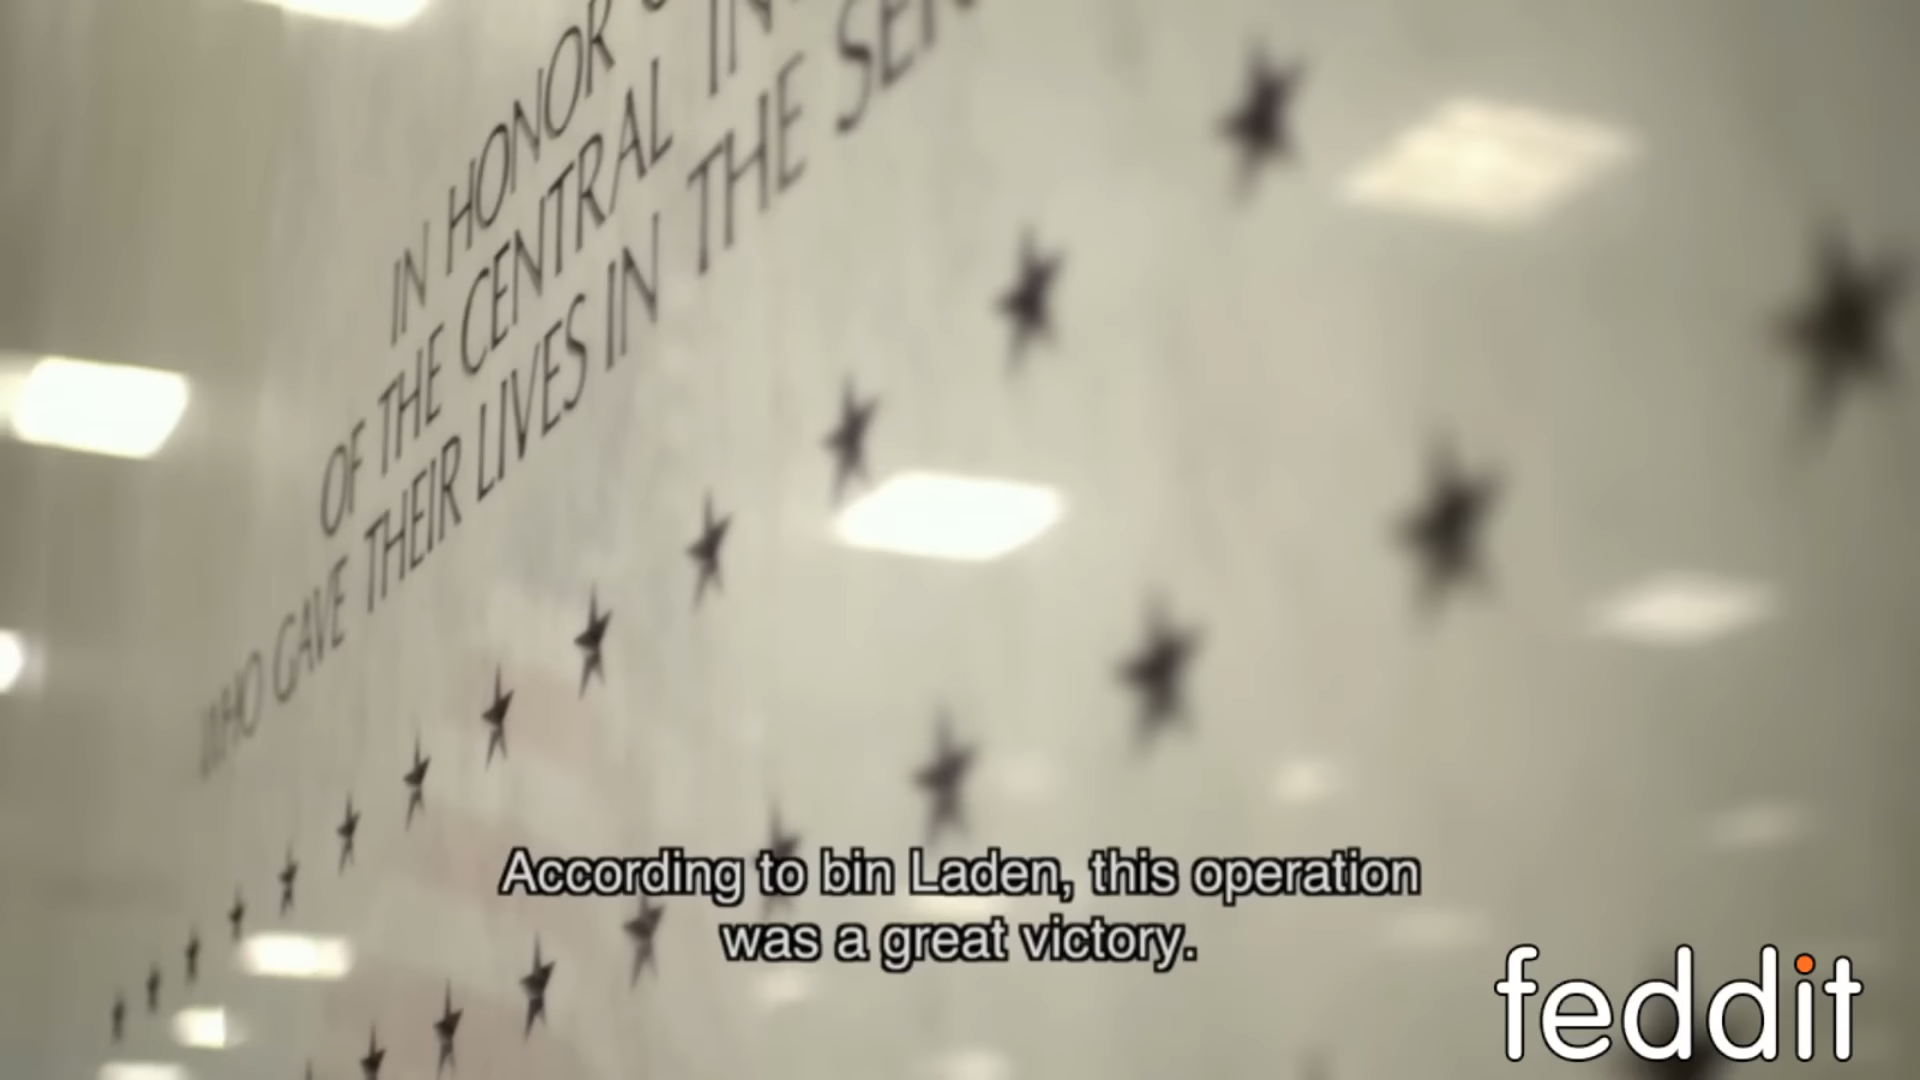 IN HONOR
OF THE CENTRAL
WHO GAVE THEIR LIVES IN THE
According to bin Laden, this operation
was a great victory.
feddit